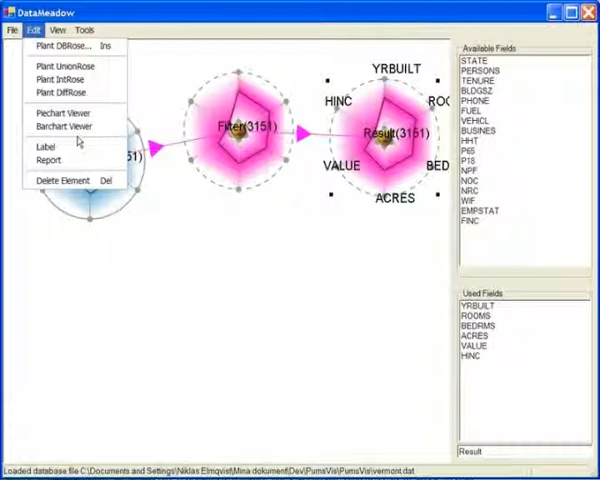 DataMeadow
File Edit View Tools
Plant DBRose... Ins
Plant UnionRose
Plant IntRose
Plant DiffRose
Piechart Viewer
Barchart Viewer
Label
Report
Delete Element Del
51)
Filter(3151)
YRBUILT
HINC
ROO
Result(3151)
VALUE
BED
ACRES
Available Fields
STATE
PERSONS
TENURE
BLDGSZ
PHONE
FUEL
VEHCL
BUSINES
HHT
P65
P18
NPF
NOC
NRC
WIF
EMPSTAT
FINC
Used Fields
YRBUILT
ROOMS
BEDRMS
ACRES
VALUE
HINC
Result
Loaded database file C:\Documents and Settings\Niklas Elmqvist\Mina dokument\Dev\PumsVis\PumsVis\vermont.dat